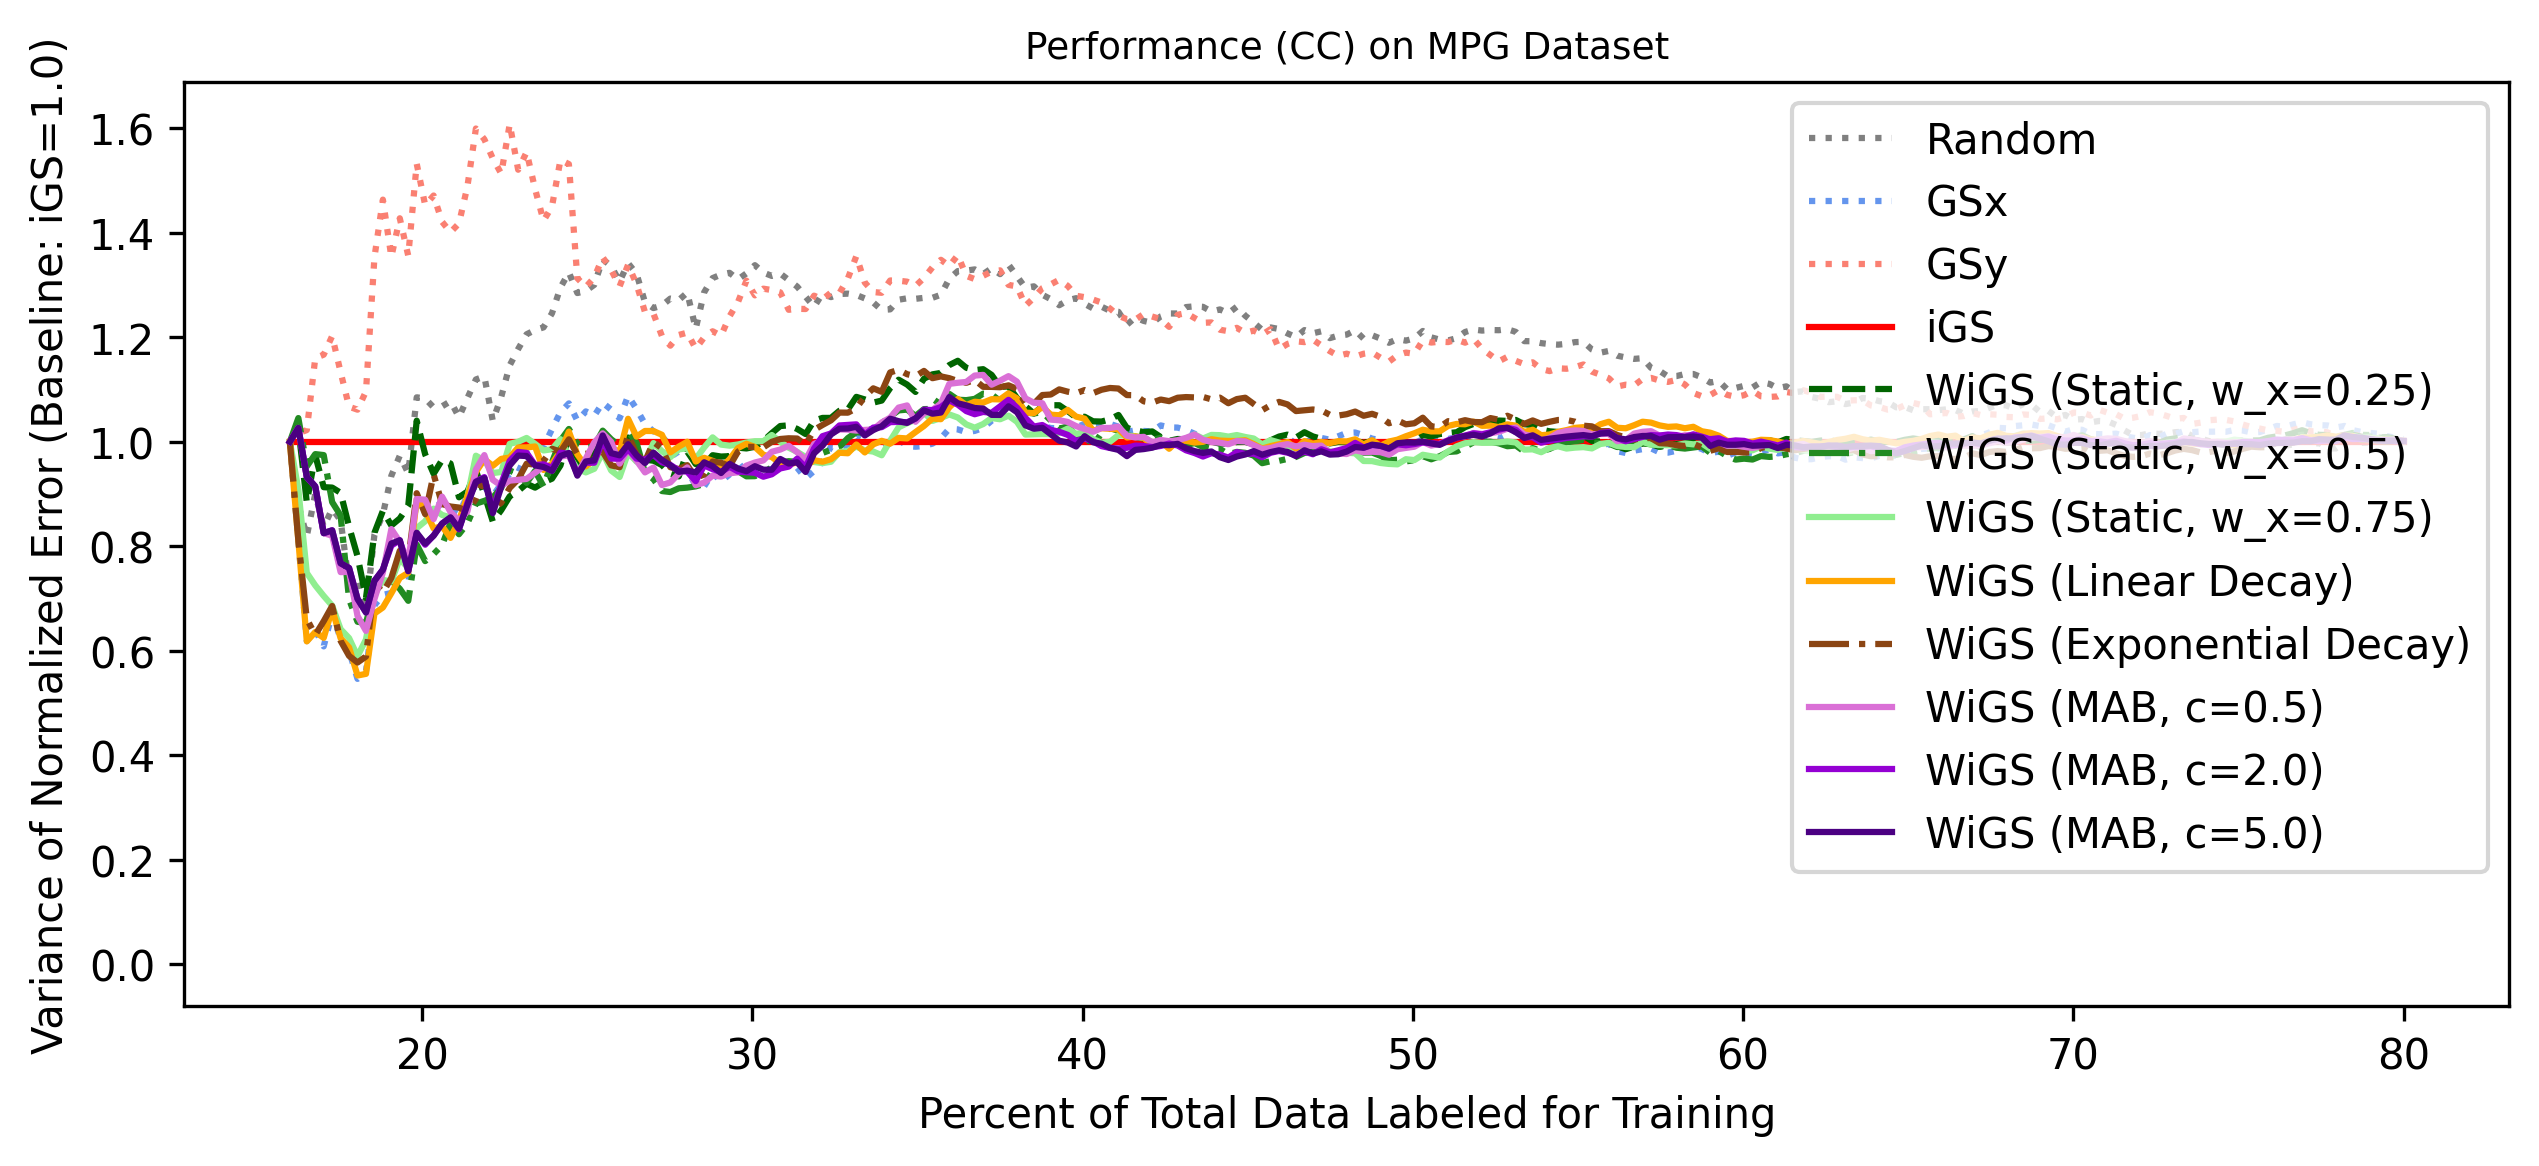 Performance (CC) on MPG Dataset
Variance of Normalized Error (Baseline: iGS=1.0)
1.6
1.4
1.2
1.0
0.8
0.6
0.4
0.2
0.0
Random
GSx
GSy
iGS
WiGS (Static, w_x=0.25)
WiGS (Static, w_x=0.5)
WiGS (Static, w_x=0.75)
WiGS (Linear Decay)
WiGS (Exponential Decay)
WiGS (MAB, c=0.5)
WiGS (MAB, c=2.0)
WiGS (MAB, c=5.0)
20 30 40 50 60 70 80
Percent of Total Data Labeled for Training